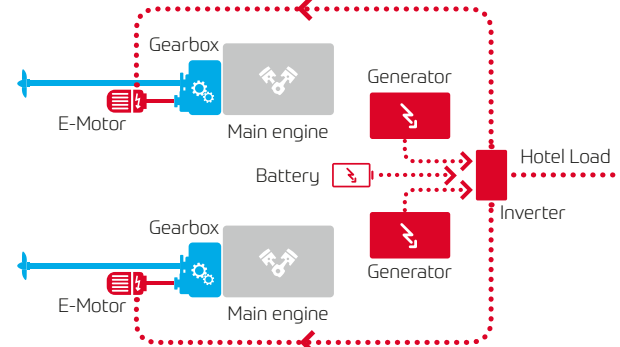 Gearbox
Generator
E-Motor
Main engine
Hotel Load
Battery
Inverter
Gearbox
Generator
E-Motor
Main engine